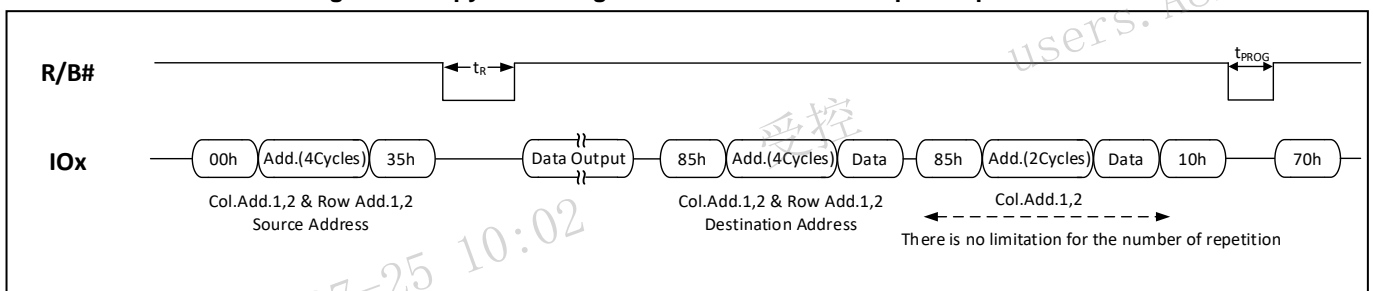 R/B#
tR
tPROG
IOx
00h Add.(4Cycles) 35h Data Output 85h Add.(4Cycles) Data 85h Add.(2Cycles) Data 10h 70h
Col.Add.1,2 & Row Add.1,2 Col.Add.1,2 & Row Add.1,2 Col.Add.1,2
Source Address Destination Address
There is no limitation for the number of repetition
受控
-25 10:02
users.